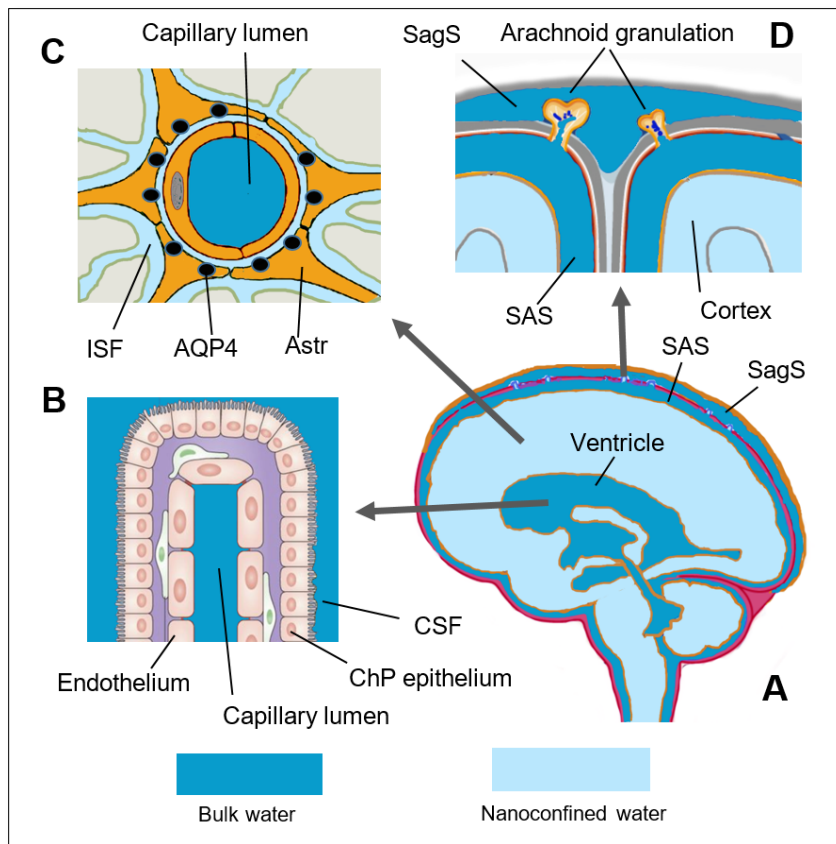 C
Capillary lumen
SagS
Arachnoid granulation
D
ISF
AQP4
Astr
SAS
Cortex
B
SAS
SagS
Ventricle
CSF
Endothelium
ChP epithelium
Capillary lumen
A
Bulk water
Nanoconfined water